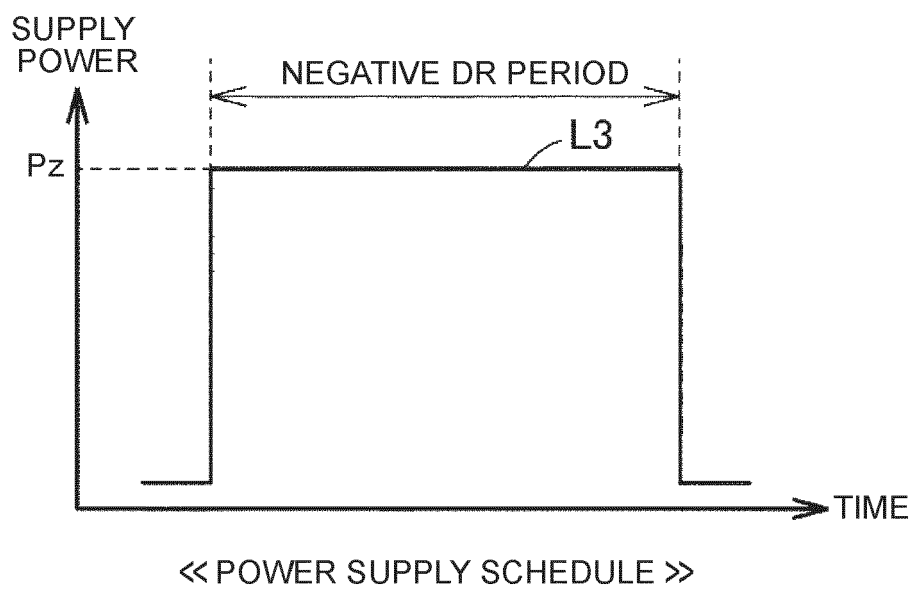 SUPPLY
POWER
NEGATIVE DR PERIOD
L3
Pz
TIME
<< POWER SUPPLY SCHEDULE >>